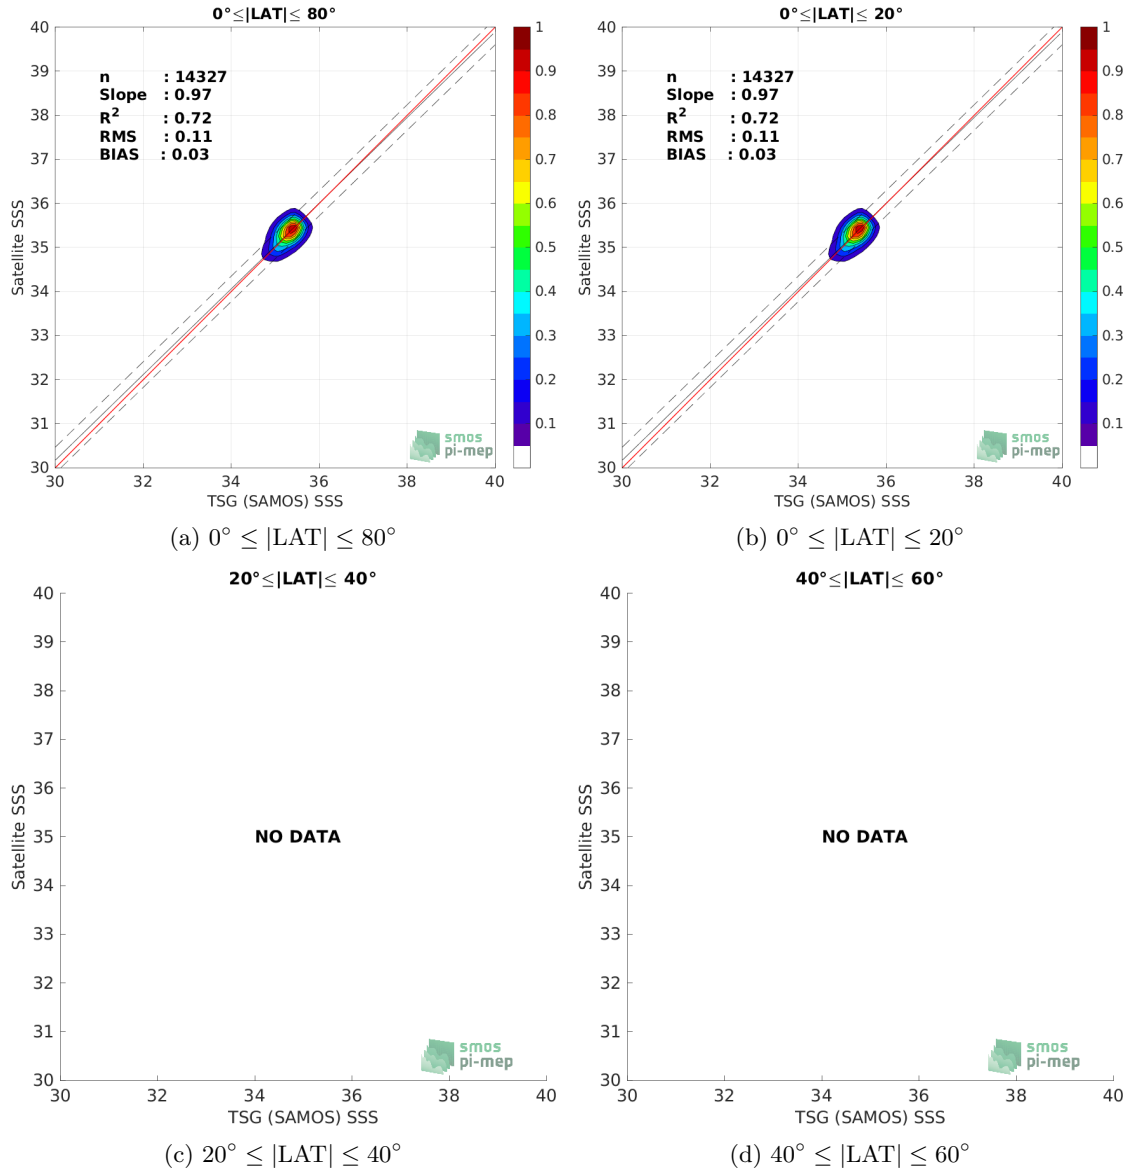 0°≤|LAT|≤ 80°
n : 14327
Slope : 0.97
R² : 0.72
RMS : 0.11
BIAS : 0.03
Satellite SSS
40
39
38
37
36
35
34
33
32
31
30
30 32 34 36 38 40
TSG (SAMOS) SSS
1
0.9
0.8
0.7
0.6
0.5
0.4
0.3
0.2
0.1
smos
pi-mep
(a) 0° ≤ |LAT| ≤ 80°
0°≤|LAT|≤ 20°
n : 14327
Slope : 0.97
R² : 0.72
RMS : 0.11
BIAS : 0.03
Satellite SSS
40
39
38
37
36
35
34
33
32
31
30
30 32 34 36 38 40
TSG (SAMOS) SSS
1
0.9
0.8
0.7
0.6
0.5
0.4
0.3
0.2
0.1
smos
pi-mep
(b) 0° ≤ |LAT| ≤ 20°
20°≤|LAT|≤ 40°
Satellite SSS
40
39
38
37
36
35
34
33
32
31
30
NO DATA
30 32 34 36 38 40
TSG (SAMOS) SSS
smos
pi-mep
(c) 20° ≤ |LAT| ≤ 40°
40°≤|LAT|≤ 60°
Satellite SSS
40
39
38
37
36
35
34
33
32
31
30
NO DATA
30 32 34 36 38 40
TSG (SAMOS) SSS
smos
pi-mep
(d) 40° ≤ |LAT| ≤ 60°